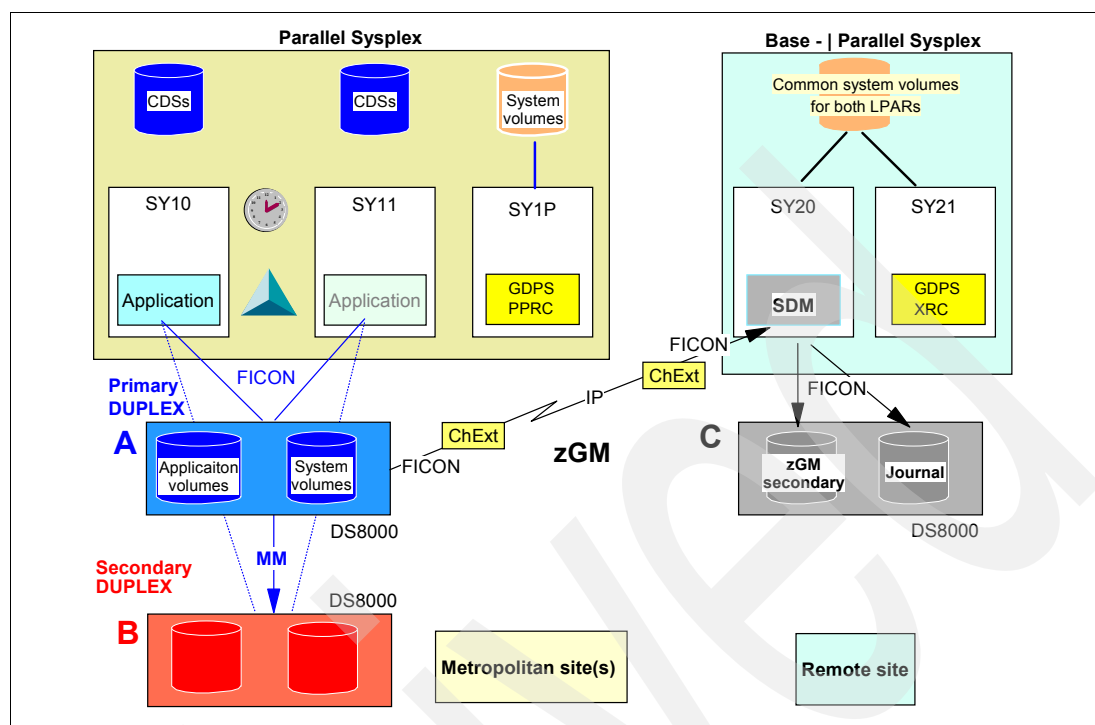 Parallel Sysplex
Base - | Parallel Sysplex
CDSs
CDSs
System
volumes
Common system volumes
for both LPARs
SY10
SY11
SY1P
SY20
SY21
Application
Application
GDPS
PPRC
SDM
GDPS
XRC
FICON
FICON
ChExt
FICON
IP
Primary
DUPLEX
A
ChExt
FICON
zGM
C
Applicaiton
volumes
System
volumes
zGM
secondary
Journal
DS8000
DS8000
MM
Secondary
DUPLEX
DS8000
B
Metropolitan site(s)
Remote site